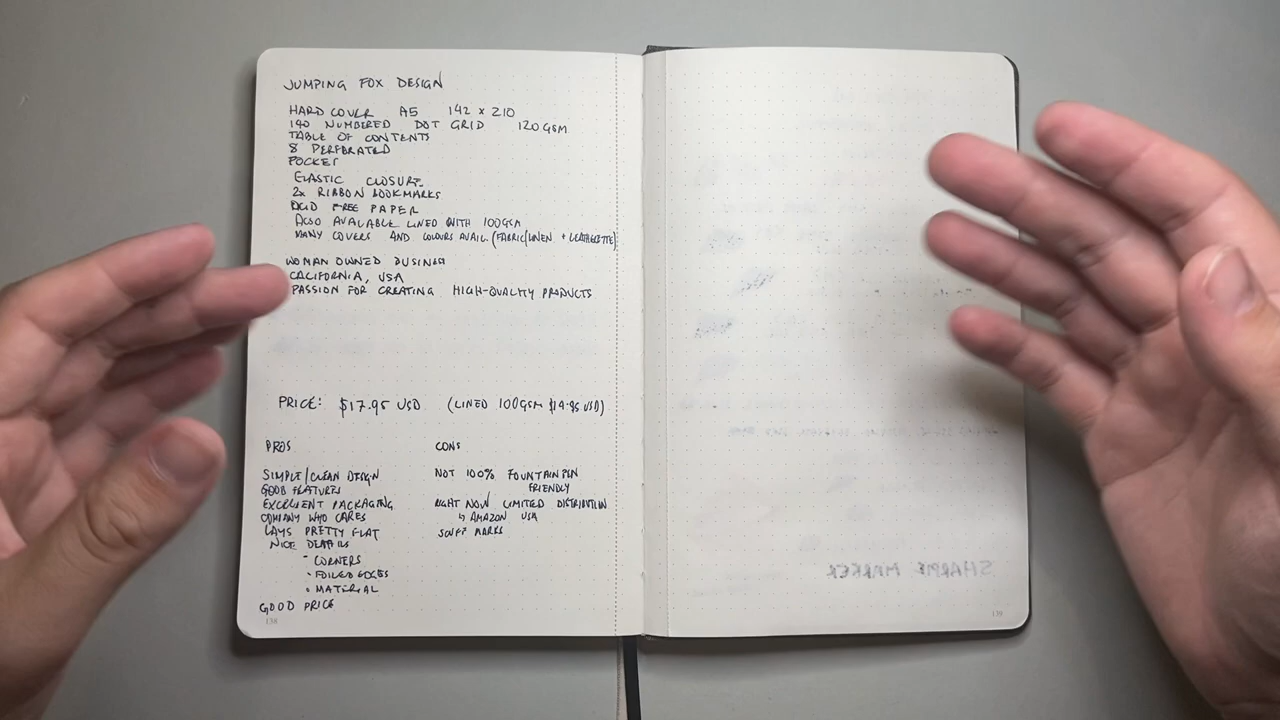 JUMPING FOX DESIGN
HARD COVER A5 142 x 210
140 NUMBERED DOT GRID 120GSM
TABLE OF CONTENTS
8 PERFORATED
POCKET
ELASTIC CLOSURE
2x RIBBON BOOKMARKS
ACID FREE PAPER
ALSO AVAILABLE LINED WITH 100GSM
MANY COVERS AND COLOURS AVAIL. (FABRIC/LINEN + LEATHERETTE)
WOMAN OWNED BUSINESS
CALIFORNIA, USA
PASSION FOR CREATING HIGH-QUALITY PRODUCTS
PRICE: $17.95 USD (LINED 100GSM $14.95 USD)
PROS CONS
SIMPLE/CLEAN DESIGN NOT 100% FOUNTAIN PEN
GOOD FEATURES FRIENDLY
EXCELLENT PACKAGING RIGHT NOW LIMITED DISTRIBUTION
COMPANY WHO CARES ↳ AMAZON USA
LAYS PRETTY FLAT SCUFF MARKS
NICE DETAILS
- CORNERS
• FOILED EDGES
• MATERIAL
GOOD PRICE
138
SHARPIE MARKER
139